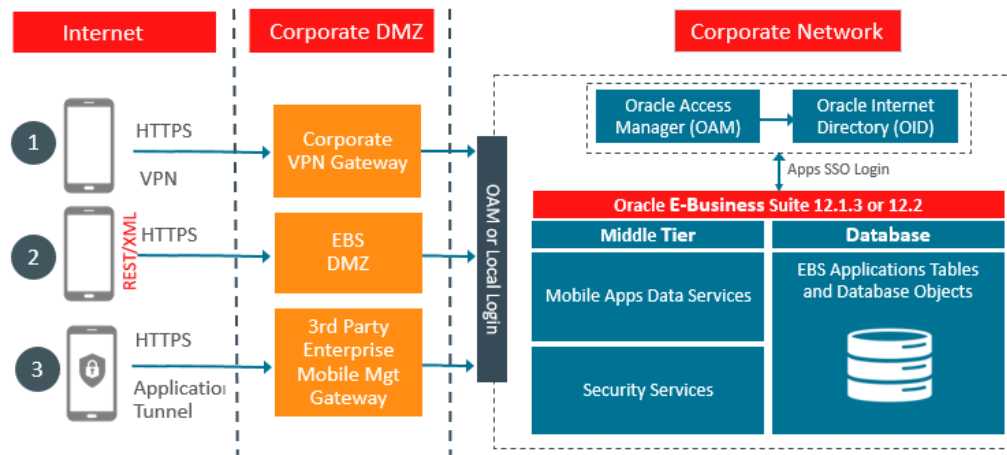 Internet
Corporate DMZ
Corporate Network
1
HTTPS
VPN
Corporate
VPN Gateway
2
REST/XML
HTTPS
EBS
DMZ
3
HTTPS
Application
Tunnel
3rd Party
Enterprise
Mobile Mgt
Gateway
OAM or Local Login
Oracle Access
Manager (OAM)
Oracle Internet
Directory (OID)
Apps SSO Login
Oracle E-Business Suite 12.1.3 or 12.2
Middle Tier
Database
Mobile Apps Data Services
Security Services
EBS Applications Tables
and Database Objects